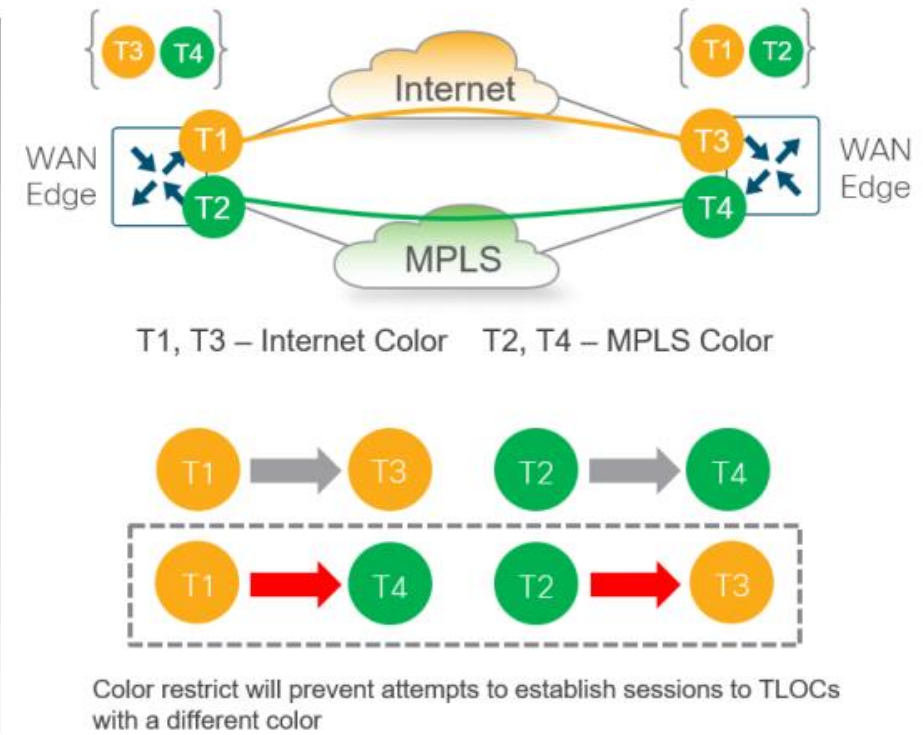 T3 T4
T1 T2
Internet
T1
T3
WAN
Edge
WAN
Edge
T2
T4
MPLS
T1, T3 – Internet Color T2, T4 – MPLS Color
T1 T3 T2 T4
T1 T4 T2 T3
Color restrict will prevent attempts to establish sessions to TLOCs
with a different color